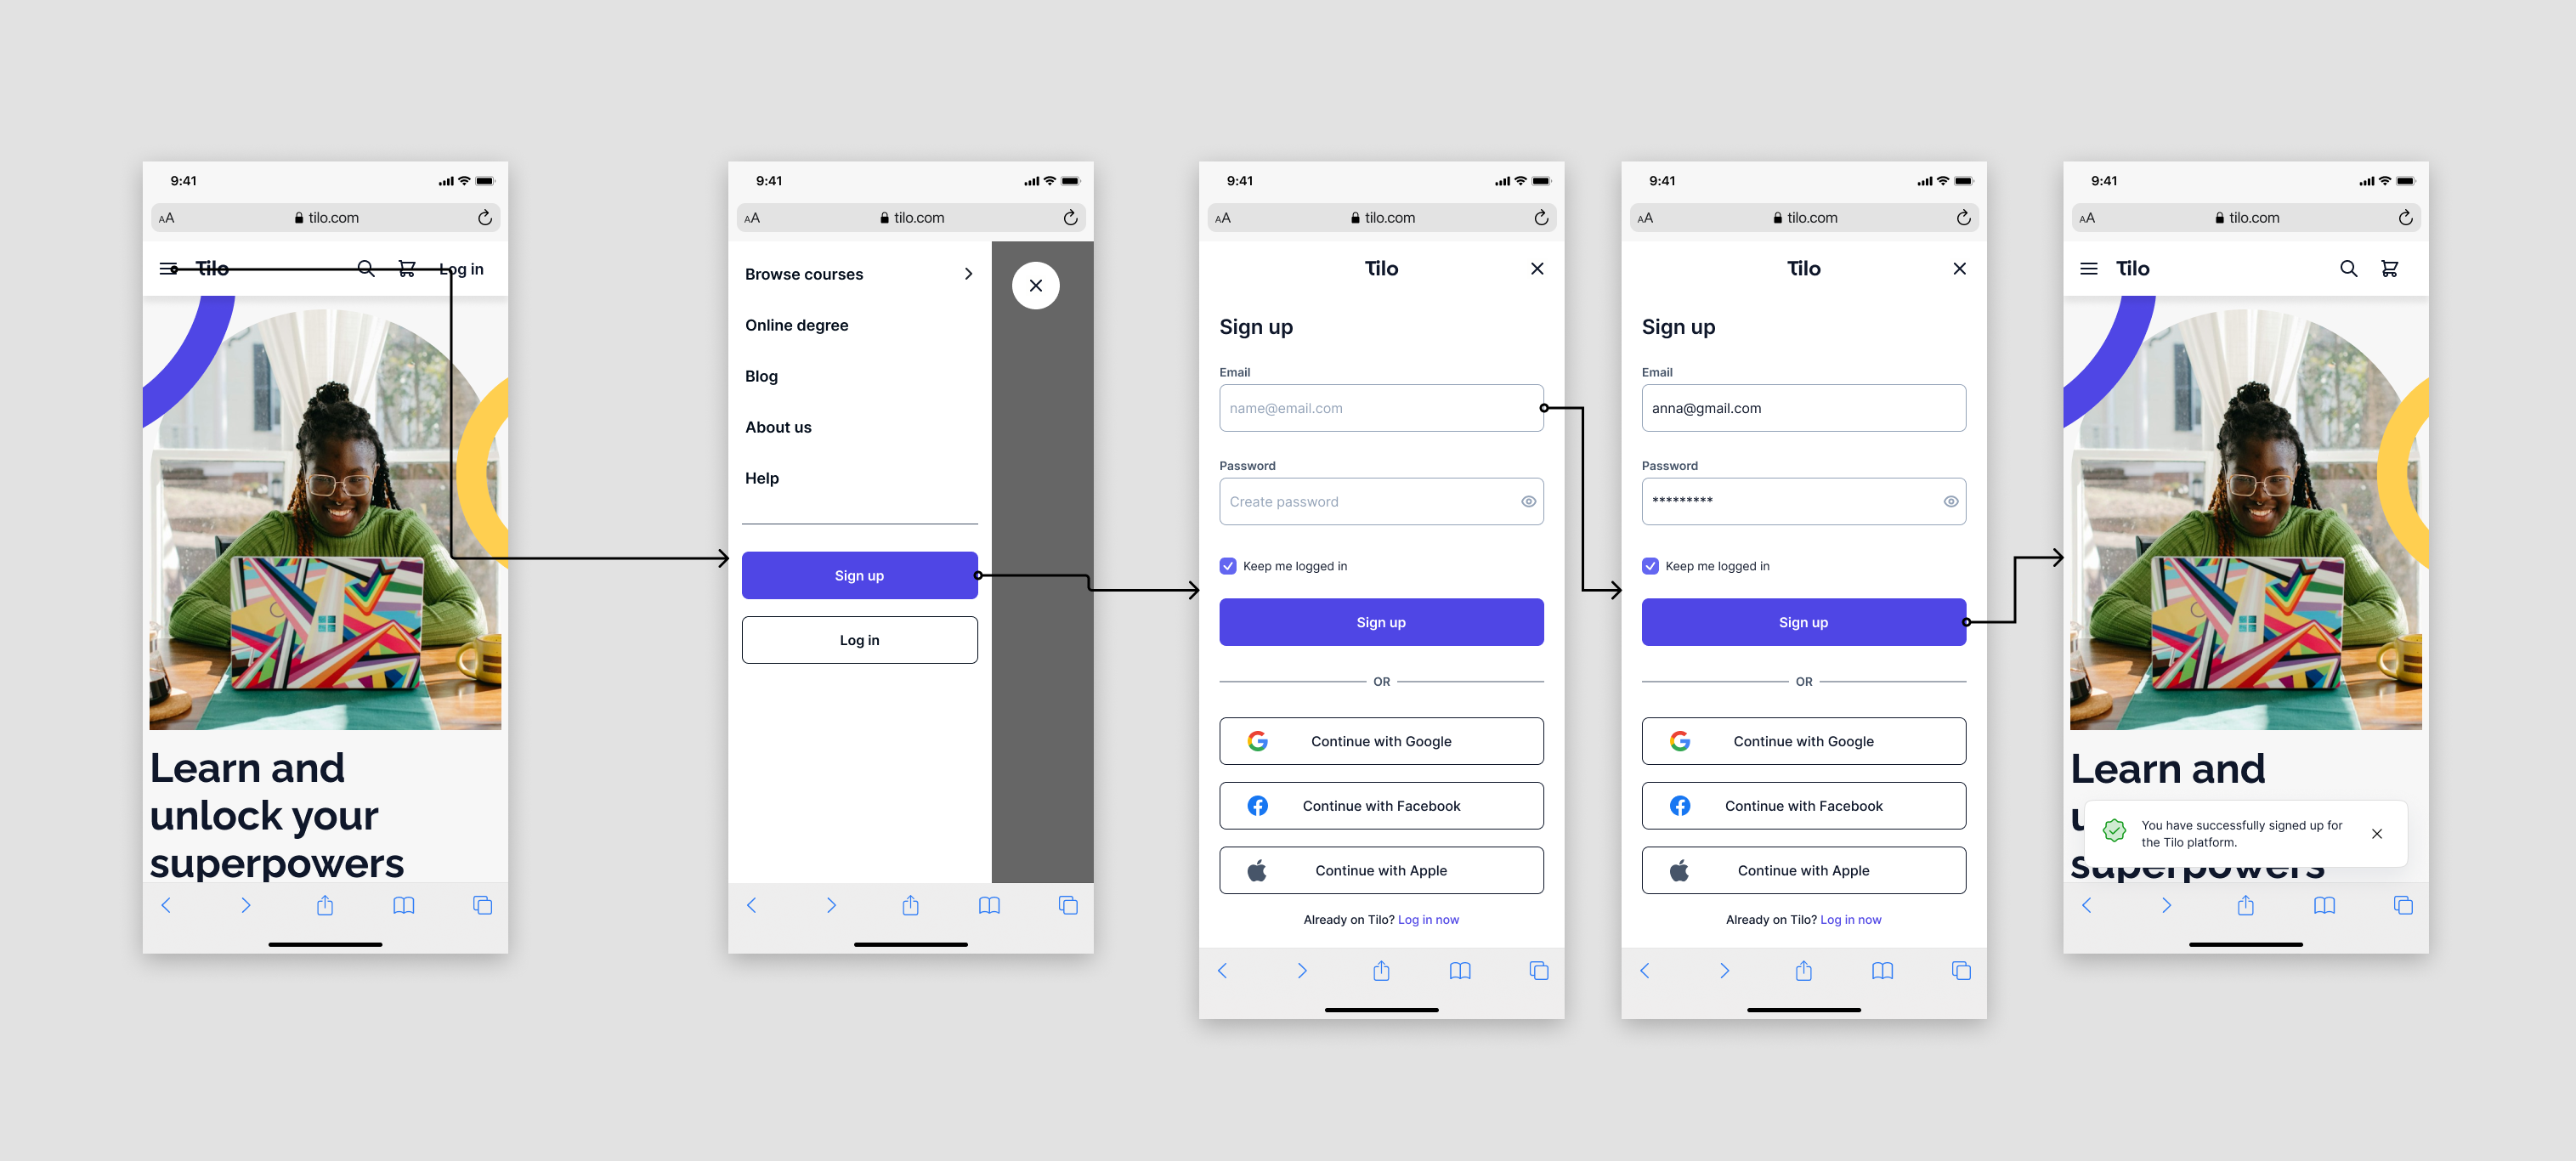 9:41
AA
tilo.com
Tilo
Log in
Learn and
unlock your
superpowers
9:41
AA
tilo.com
Browse courses
Online degree
Blog
About us
Help
Sign up
Log in
9:41
AA
tilo.com
Tilo
Sign up
Email
name@email.com
Password
Create password
Keep me logged in
Sign up
OR
Continue with Google
Continue with Facebook
Continue with Apple
Already on Tilo? Log in now
9:41
AA
tilo.com
Tilo
Sign up
Email
anna@gmail.com
Password
*********
Keep me logged in
Sign up
OR
Continue with Google
Continue with Facebook
Continue with Apple
Already on Tilo? Log in now
9:41
AA
tilo.com
Tilo
Learn and
You have successfully signed up for
the Tilo platform.
superpowers